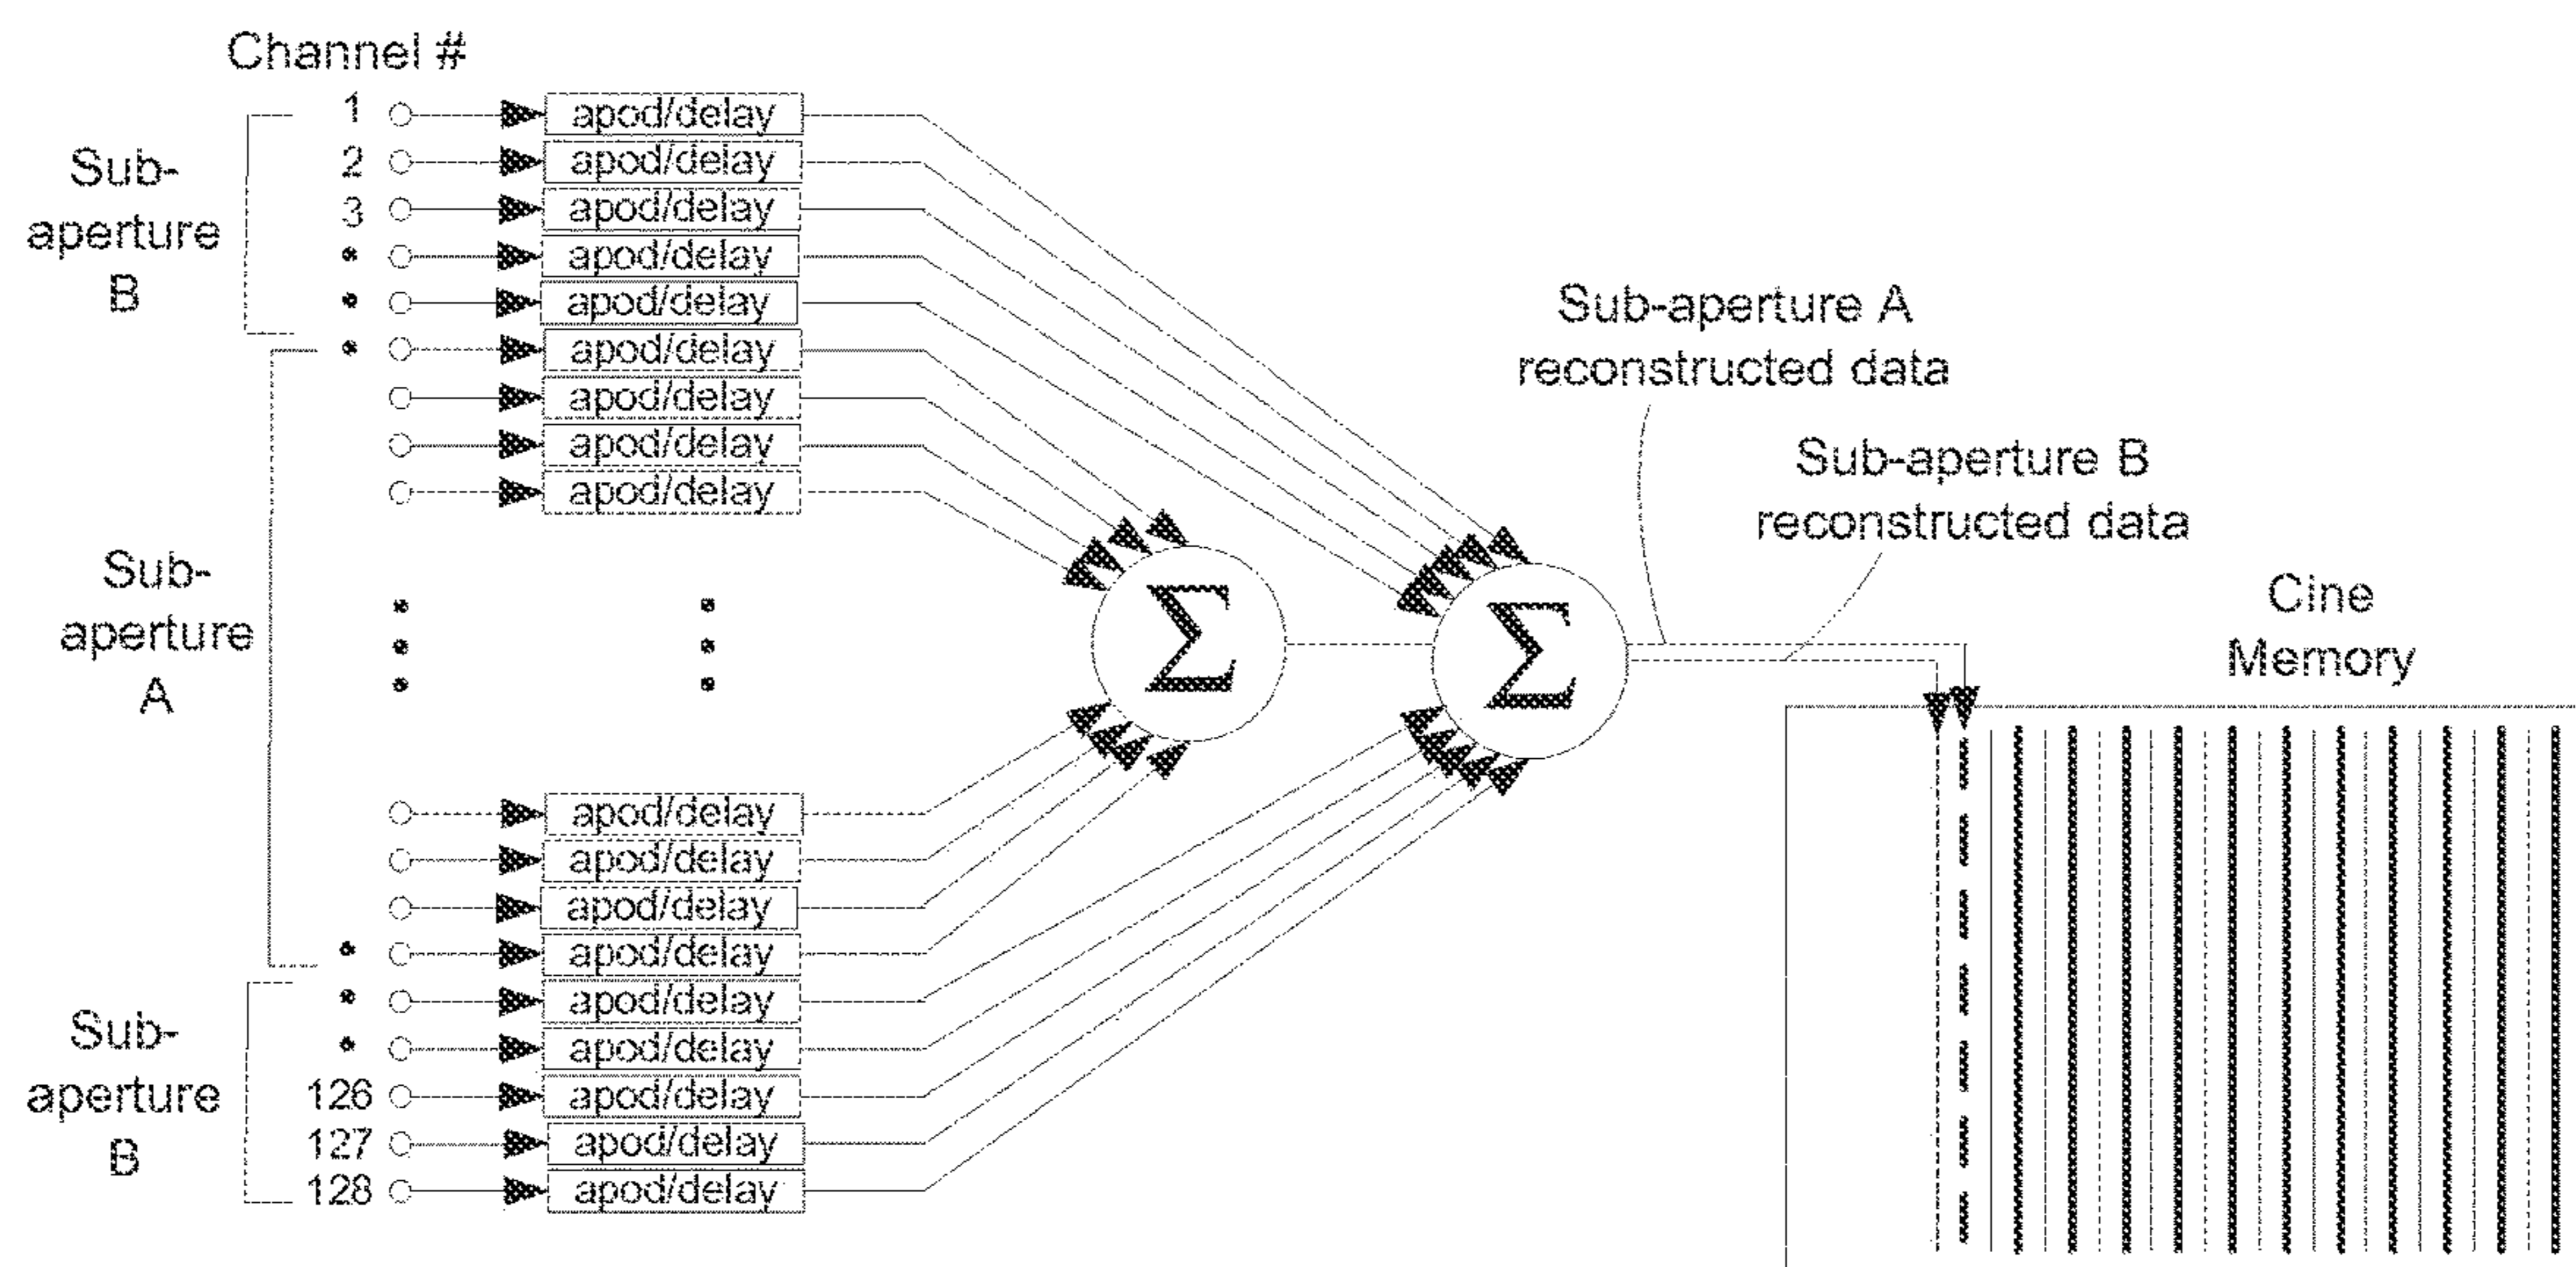 Channel #
1 apod/delay
2 apod/delay
3 apod/delay
apod/delay
apod/delay
apod/delay
apod/delay
apod/delay
apod/delay
Sub-
aperture
B
Sub-
aperture
A
Sub-
aperture
B
apod/delay
apod/delay
apod/delay
apod/delay
apod/delay
apod/delay
126 apod/delay
127 apod/delay
128 apod/delay
Σ
Σ
Sub-aperture A
reconstructed data
Sub-aperture B
reconstructed data
Cine
Memory